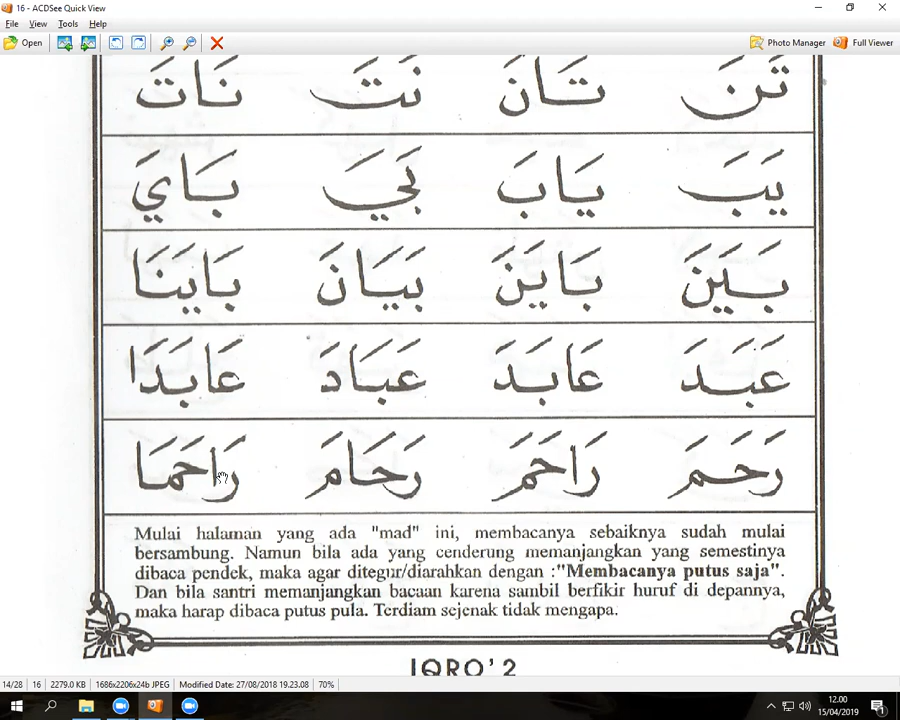 16 - ACDSee Quick View
File View Tools Help
Open Photo Manager Full Viewer
تَنَ تَانَ نَتَ نَاتَ
يَبَ يَابَ بَيَ بَايَ
بَيَنَ بَايَنَ بَيَانَ بَايَنَا
عَبَدَ عَابَدَ عَبَادَ عَابَدَا
رَحَمَ رَاحَمَ رَحَامَ رَاحَمَا
Mulai halaman yang ada "mad" ini, membacanya sebaiknya sudah mulai
bersambung. Namun bila ada yang cenderung memanjangkan yang semestinya
dibaca pendek, maka agar ditegur/diarahkan dengan :"Membacanya putus saja".
Dan bila santri memanjangkan bacaan karena sambil berfikir huruf di depannya,
maka harap dibaca putus pula. Terdiam sejenak tidak mengapa.
IQRO' 2
14/28 16 2279.0 KB 1686x2206x24b JPEG Modified Date: 27/08/2018 19.23.08 70%
12.00
15/04/2019
1